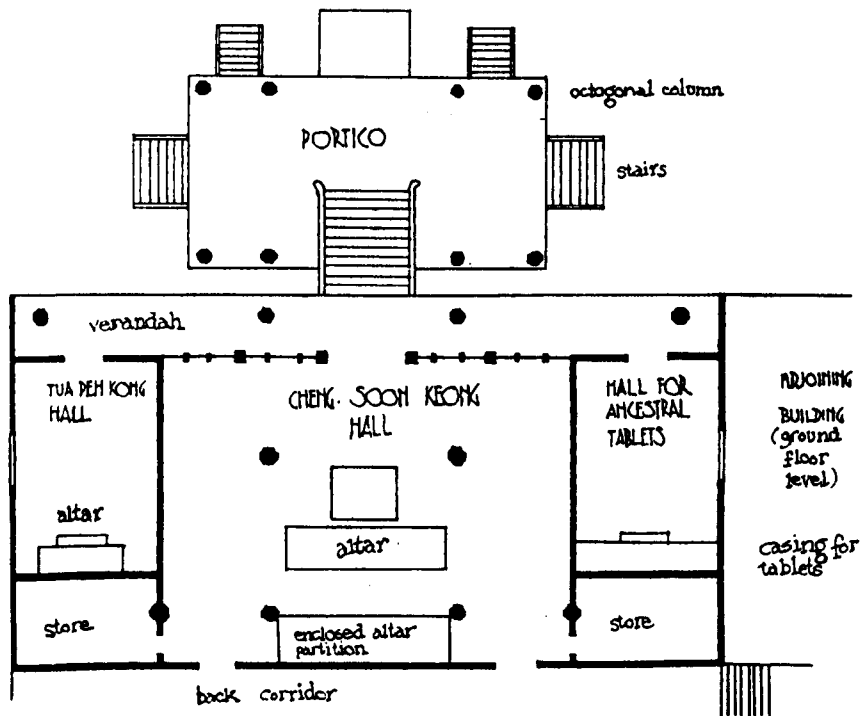 octogonal column
PORTICO
stairs
verandah
TUA PEH KONG
HALL
CHENG. SOON KEONG
HALL
HALL FOR
ANCESTRAL
TABLETS
ADJOINING
BUILDING
(ground
floor
level)
altar
altar
casing for
tablets
store
enclosed altar
partition
store
back corridor